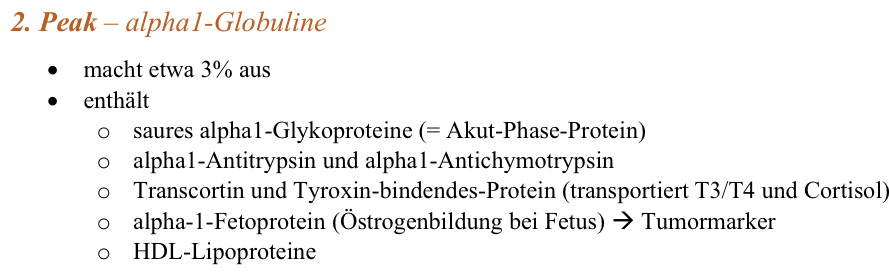 2. Peak – alpha1-Globuline
• macht etwa 3% aus
• enthält
o saures alpha1-Glykoproteine (= Akut-Phase-Protein)
o alpha1-Antitrypsin und alpha1-Antichymotrypsin
o Transcortin und Tyroxin-bindendes-Protein (transportiert T3/T4 und Cortisol)
o alpha-1-Fetoprotein (Östrogenbildung bei Fetus) → Tumormarker
o HDL-Lipoproteine